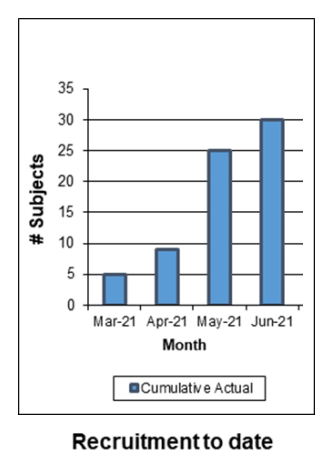 35
30
25
20
15
10
5
0
# Subjects
Mar-21 Apr-21 May-21 Jun-21
Month
Cumulative Actual
Recruitment to date